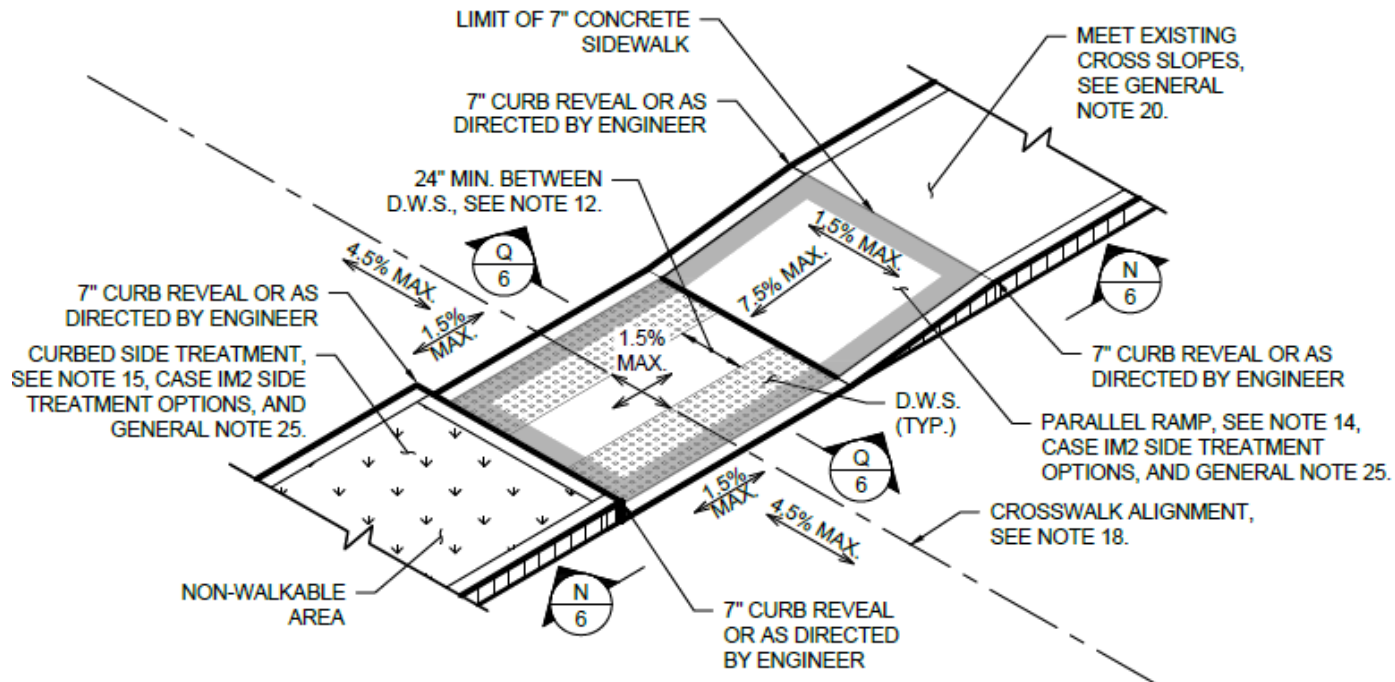 LIMIT OF 7" CONCRETE
SIDEWALK
MEET EXISTING
CROSS SLOPES,
SEE GENERAL
NOTE 20.
7" CURB REVEAL OR AS
DIRECTED BY ENGINEER
24" MIN. BETWEEN
D.W.S., SEE NOTE 12.
1.5% MAX.
7.5% MAX.
Q
6
4.5% MAX.
N
6
7" CURB REVEAL OR AS
DIRECTED BY ENGINEER
1.5%
MAX.
1.5%
MAX.
CURBED SIDE TREATMENT,
SEE NOTE 15, CASE IM2 SIDE
TREATMENT OPTIONS, AND
GENERAL NOTE 25.
7" CURB REVEAL OR AS
DIRECTED BY ENGINEER
D.W.S.
(TYP.)
PARALLEL RAMP, SEE NOTE 14,
CASE IM2 SIDE TREATMENT
OPTIONS, AND GENERAL NOTE 25.
Q
6
1.5%
MAX.
4.5% MAX.
CROSSWALK ALIGNMENT,
SEE NOTE 18.
NON-WALKABLE
AREA
N
6
7" CURB REVEAL
OR AS DIRECTED
BY ENGINEER